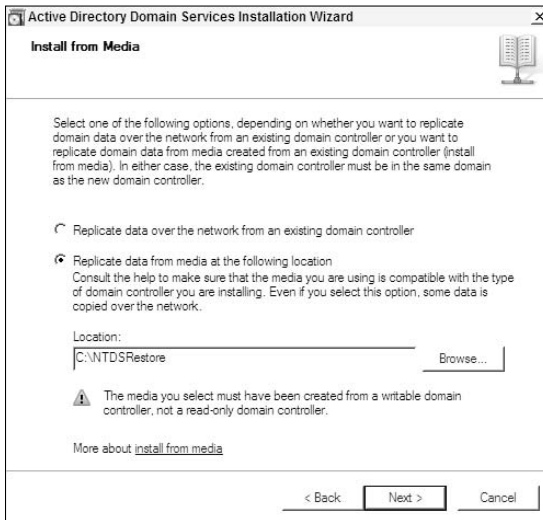 Active Directory Domain Services Installation Wizard
Install from Media
Select one of the following options, depending on whether you want to replicate
domain data over the network from an existing domain controller or you want to
replicate domain data from media created from an existing domain controller (install
from media). In either case, the existing domain controller must be in the same domain
as the new domain controller.
Replicate data over the network from an existing domain controller
Replicate data from media at the following location
Consult the help to make sure that the media you are using is compatible with the type
of domain controller you are installing. Even if you select this option, some data is
copied over the network.
Location:
C:\NTDSRestore
Browse...
The media you select must have been created from a writable domain
controller, not a read-only domain controller.
More about install from media
< Back Next > Cancel